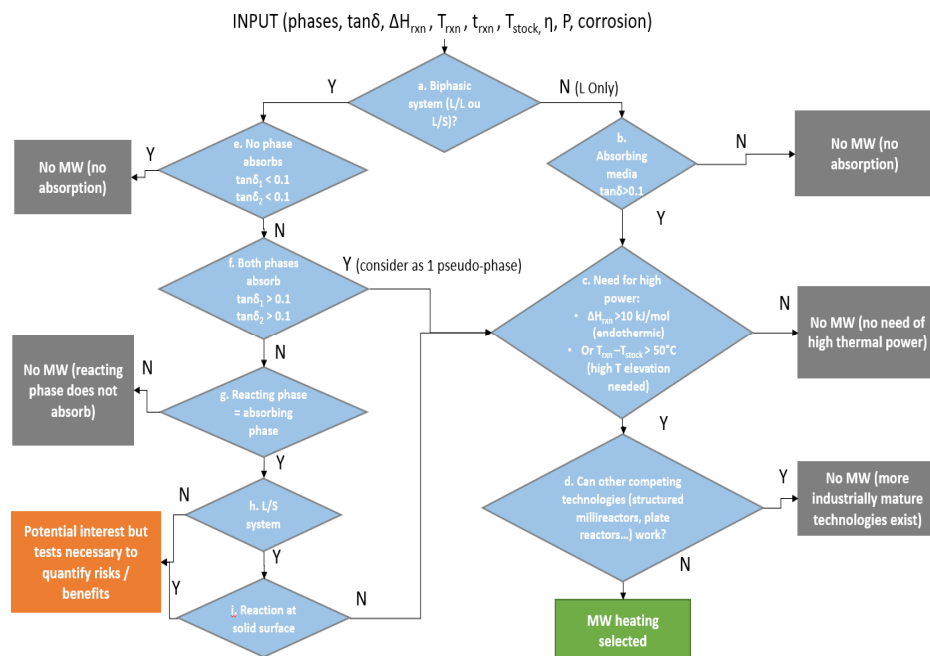 INPUT (phases, tanδ, ΔHrxn, Trxn, trxn, Tstock, η, P, corrosion)
Y
N (L Only)
a. Biphasic
system (L/L ou
L/S)?
e. No phase
absorbs
tanδ1 < 0.1
tanδ2 < 0.1
Y
No MW (no
absorption)
b.
Absorbing
media
tanδ>0.1
N
No MW (no
absorption)
N
Y
f. Both phases
absorb
tanδ1 > 0.1
tanδ2 > 0.1
Y (consider as 1 pseudo-phase)
c. Need for high
power:
• ΔHrxn >10 kJ/mol
(endothermic)
• Or Trxn –Tstock > 50°C
(high T elevation
needed)
N
No MW (no need of
high thermal power)
N
No MW (reacting
phase does not
absorb)
N
g. Reacting phase
= absorbing
phase
Y
Y
d. Can other competing
technologies (structured
millireactors, plate
reactors...) work?
Y
No MW (more
industrially mature
technologies exist)
N
h. L/S
system
Potential interest but
tests necessary to
quantify risks /
benefits
Y
Y
i. Reaction at
solid surface
N
N
MW heating
selected